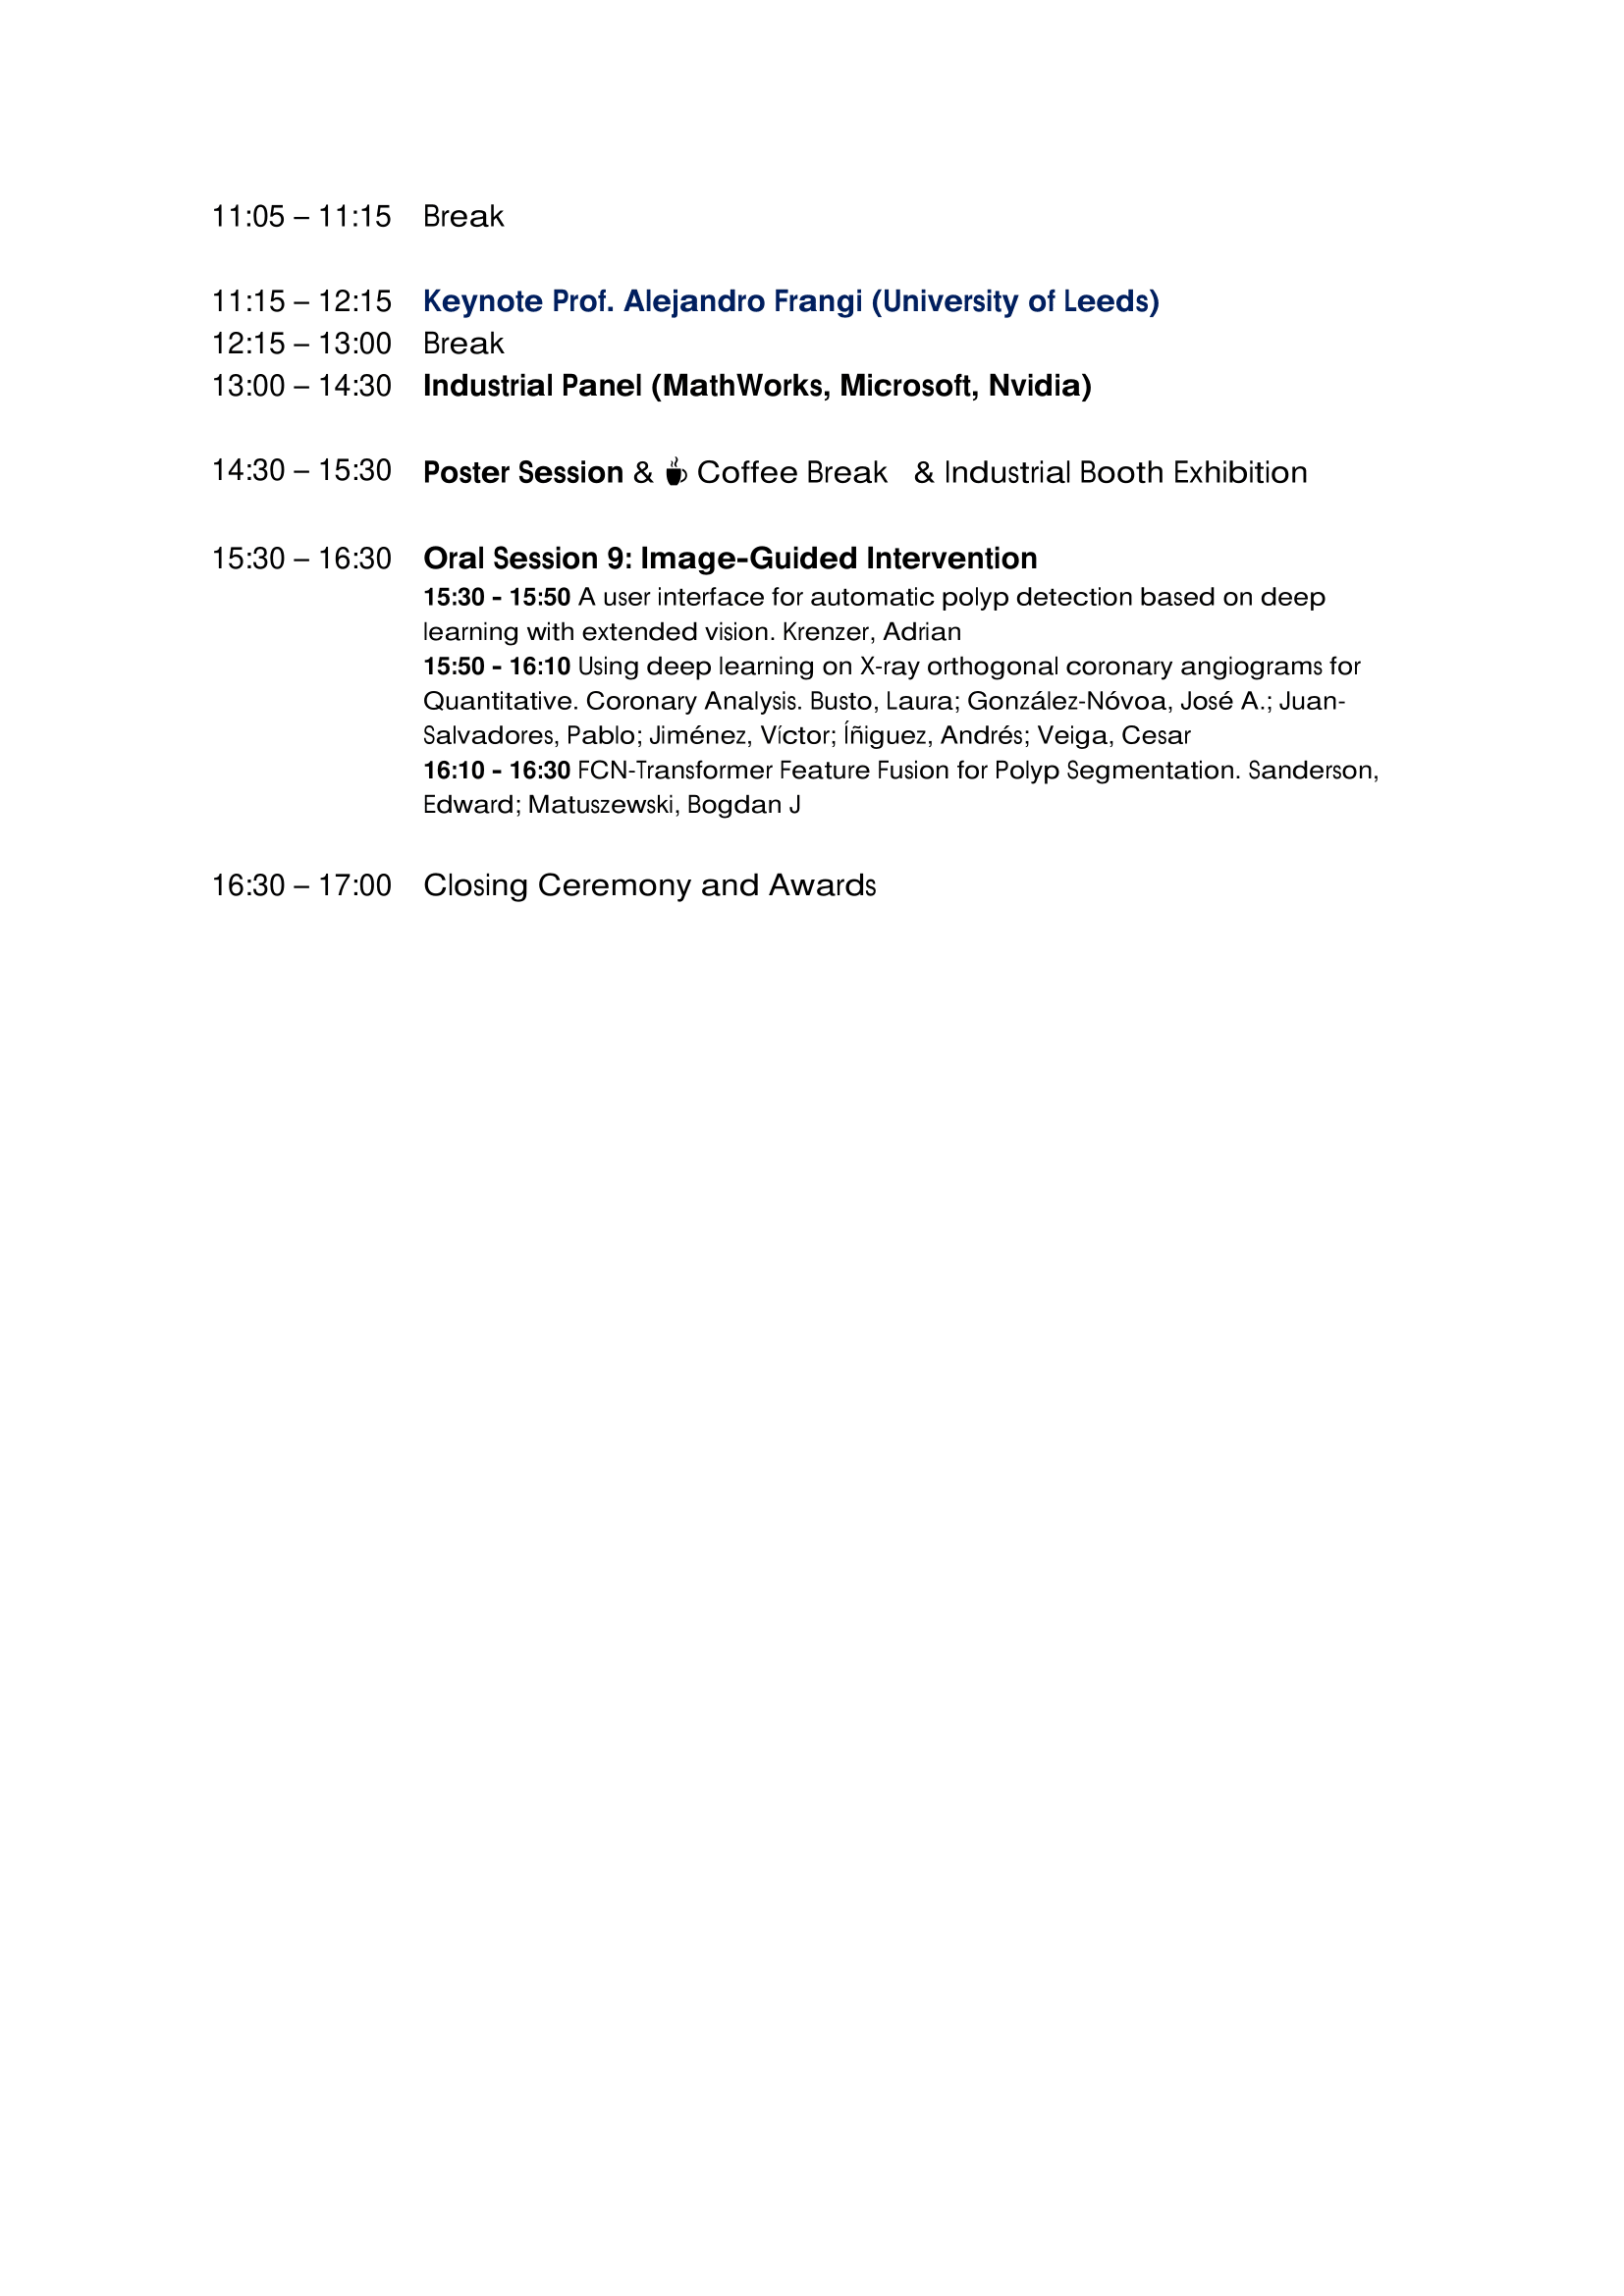 11:05 – 11:15 Break
11:15 – 12:15 Keynote Prof. Alejandro Frangi (University of Leeds)
12:15 – 13:00 Break
13:00 – 14:30 Industrial Panel (MathWorks, Microsoft, Nvidia)
14:30 – 15:30 Poster Session & ☕ Coffee Break & Industrial Booth Exhibition
15:30 – 16:30 Oral Session 9: Image-Guided Intervention
15:30 - 15:50 A user interface for automatic polyp detection based on deep
learning with extended vision. Krenzer, Adrian
15:50 - 16:10 Using deep learning on X-ray orthogonal coronary angiograms for
Quantitative. Coronary Analysis. Busto, Laura; González-Nóvoa, José A.; Juan-
Salvadores, Pablo; Jiménez, Víctor; Íñiguez, Andrés; Veiga, Cesar
16:10 - 16:30 FCN-Transformer Feature Fusion for Polyp Segmentation. Sanderson,
Edward; Matuszewski, Bogdan J
16:30 – 17:00 Closing Ceremony and Awards